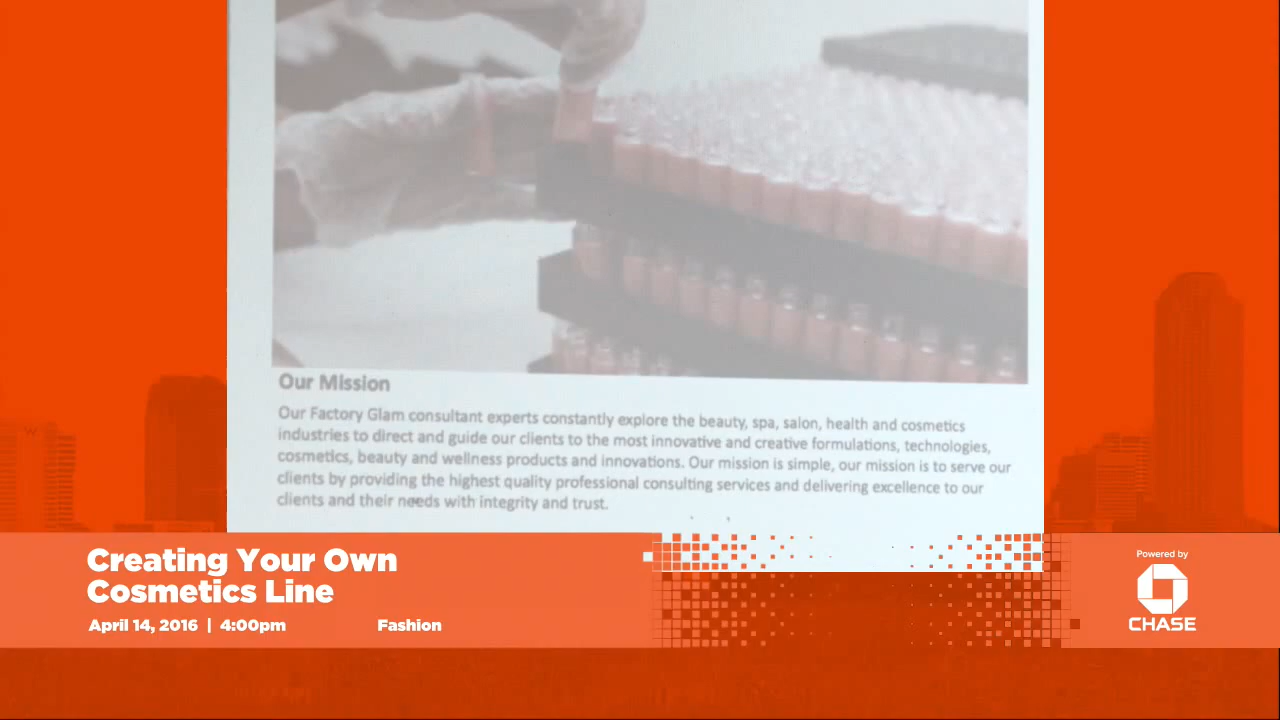 Our Mission
Our Factory Glam consultant experts constantly explore the beauty, spa, salon, health and cosmetics
industries to direct and guide our clients to the most innovative and creative formulations, technologies,
cosmetics, beauty and wellness products and innovations. Our mission is simple, our mission is to serve our
clients by providing the highest quality professional consulting services and delivering excellence to our
clients and their needs with integrity and trust.
Creating Your Own
Cosmetics Line
April 14, 2016 | 4:00pm Fashion
Powered by
CHASE